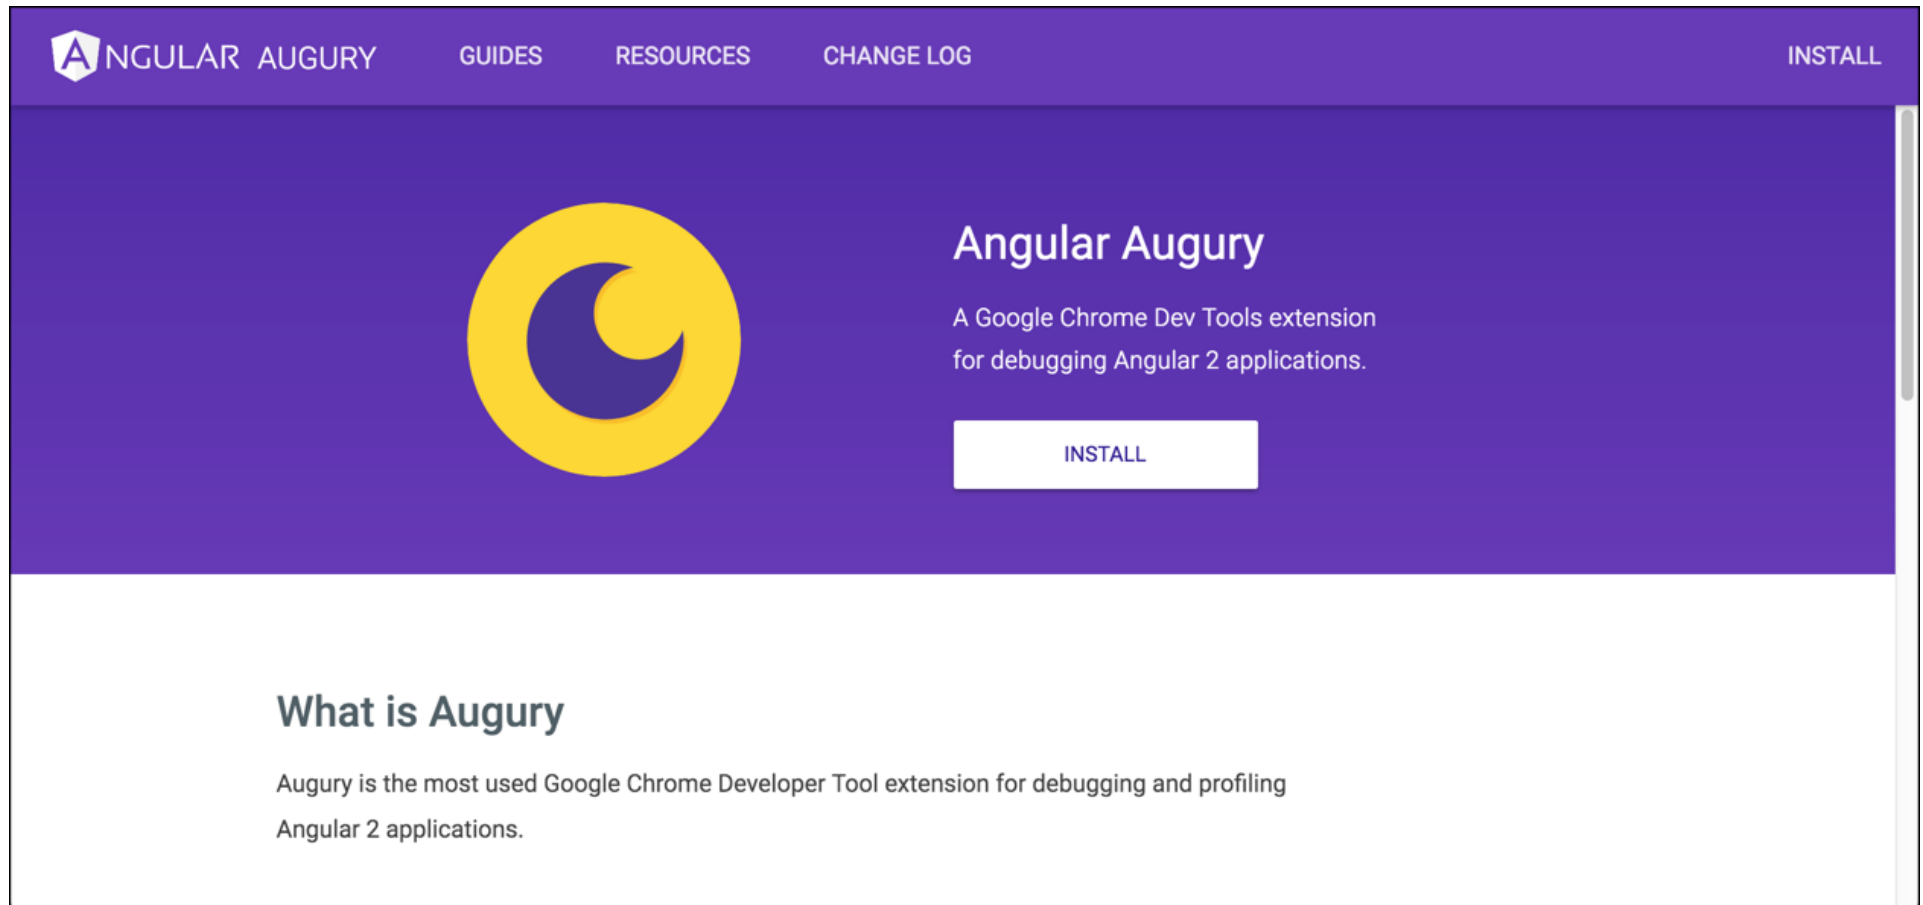 ANGULAR AUGURY
GUIDES
RESOURCES
CHANGE LOG
INSTALL
Angular Augury
A Google Chrome Dev Tools extension
for debugging Angular 2 applications.
INSTALL
What is Augury
Augury is the most used Google Chrome Developer Tool extension for debugging and profiling
Angular 2 applications.